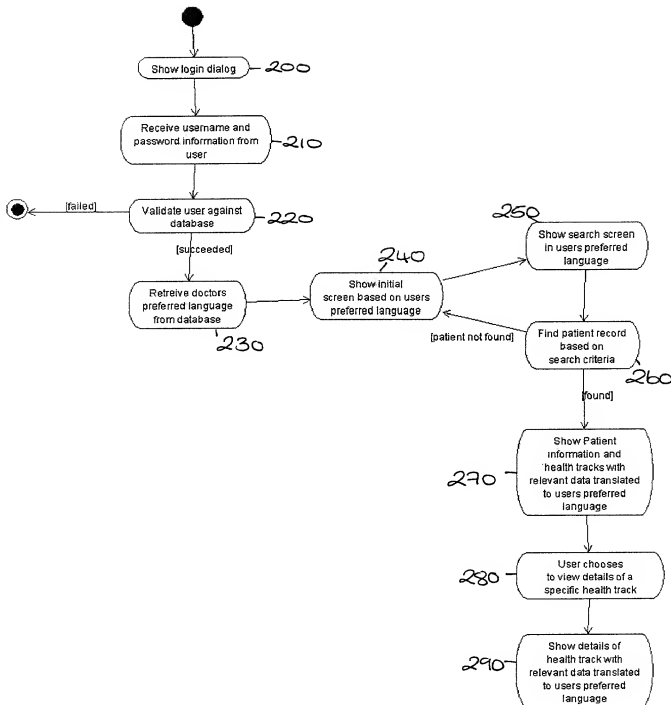 Show login dialog
200
Receive username and
password information from
user
210
[failed]
Validate user against
database
220
[succeeded]
Retreive doctors
preferred language
from database
230
240
Show initial
screen based on users
preferred language
250
Show search screen
in users preferred
language
[patient not found]
Find patient record
based on
search criteria
260
[found]
Show Patient
information and
health tracks with
relevant data translated
to users preferred
language
270
User chooses
to view details of a
specific health track
280
Show details of
health track with
relevant data translated
to users preferred
language
290